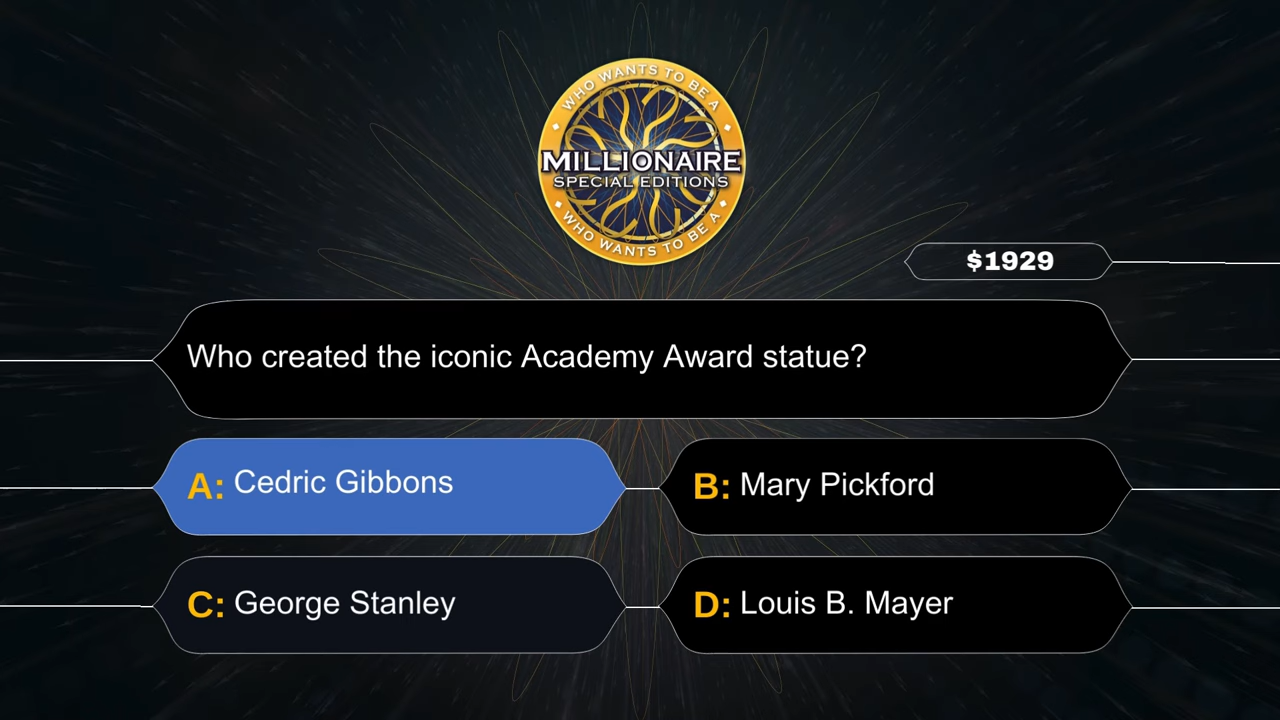 WHO WANTS TO BE A
MILLIONAIRE
SPECIAL EDITIONS
WHO WANTS TO BE A
$1929
Who created the iconic Academy Award statue?
A: Cedric Gibbons
B: Mary Pickford
C: George Stanley
D: Louis B. Mayer